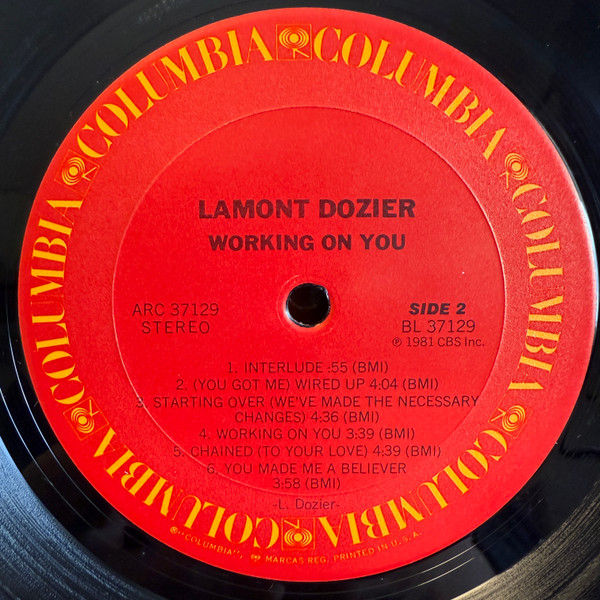 COLUMBIA COLUMBIA COLUMBIA COLUMBIA COLUMBIA COLUMBIA
LAMONT DOZIER
WORKING ON YOU
ARC 37129
STEREO
SIDE 2
BL 37129
℗ 1981 CBS Inc.
1. INTERLUDE :55 (BMI)
2. (YOU GOT ME) WIRED UP 4:04 (BMI)
3. STARTING OVER (WE'VE MADE THE NECESSARY
CHANGES) 4:36 (BMI)
4. WORKING ON YOU 3:39 (BMI)
5. CHAINED (TO YOUR LOVE) 4:39 (BMI)
6. YOU MADE ME A BELIEVER
3:58 (BMI)
-L. Dozier-
® "COLUMBIA", MARCAS REG. PRINTED IN U.S.A.